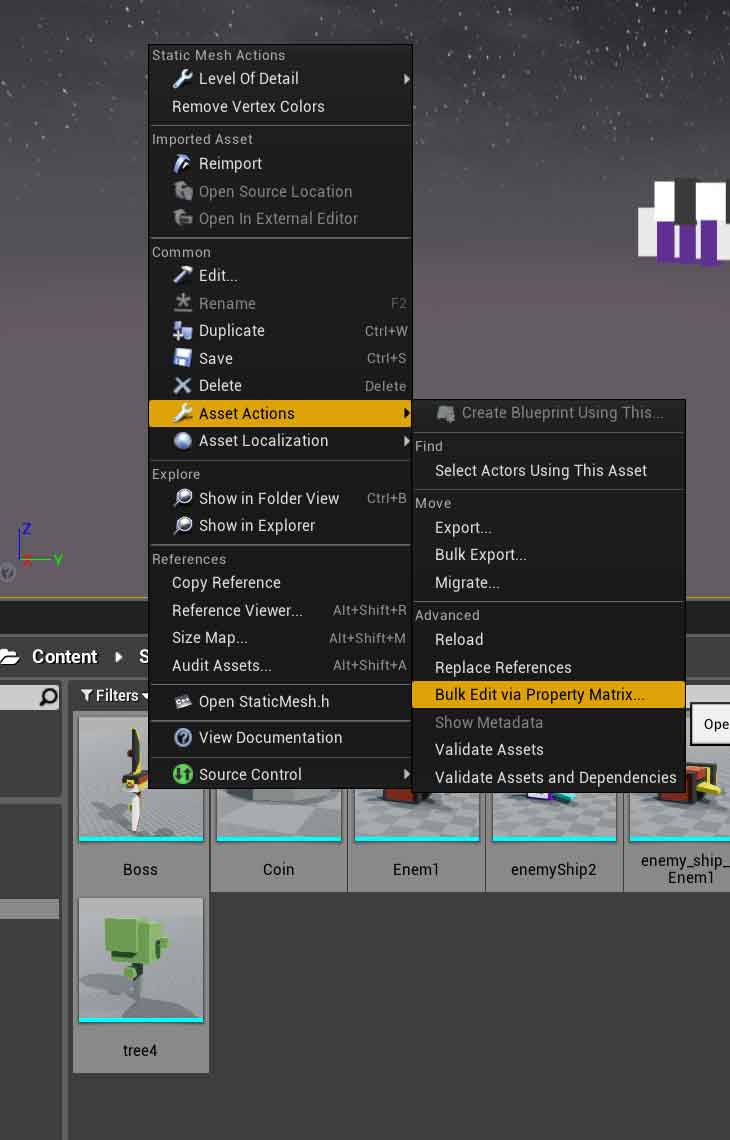 Static Mesh Actions
Level Of Detail
Remove Vertex Colors
Imported Asset
Reimport
Open Source Location
Open In External Editor
Common
Edit...
Rename F2
Duplicate Ctrl+W
Save Ctrl+S
Delete Delete
Asset Actions
Asset Localization
Explore
Show in Folder View Ctrl+B
Show in Explorer
References
Copy Reference
Reference Viewer... Alt+Shift+R
Size Map... Alt+Shift+M
Audit Assets... Alt+Shift+A
Open StaticMesh.h
View Documentation
Source Control
Create Blueprint Using This...
Find
Select Actors Using This Asset
Move
Export...
Bulk Export...
Migrate...
Advanced
Reload
Replace References
Bulk Edit via Property Matrix...
Show Metadata
Validate Assets
Validate Assets and Dependencies
Z
X Y
Content S
Filters
Ope
Boss
Coin
Enem1
enemyShip2
enemy_ship_
Enem1
tree4